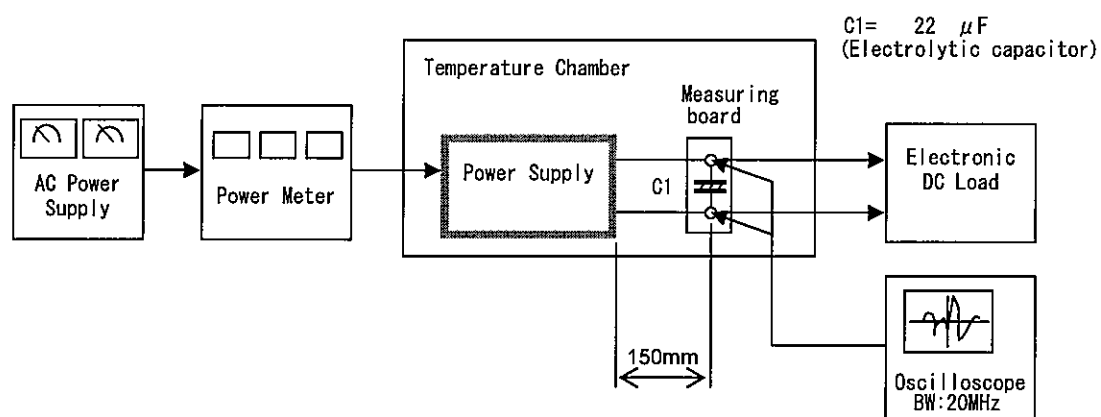 C1= 22 μF
(Electrolytic capacitor)
Temperature Chamber
Measuring
board
AC Power
Supply
Power Meter
Power Supply
C1
Electronic
DC Load
150mm
Oscilloscope
BW:20MHz